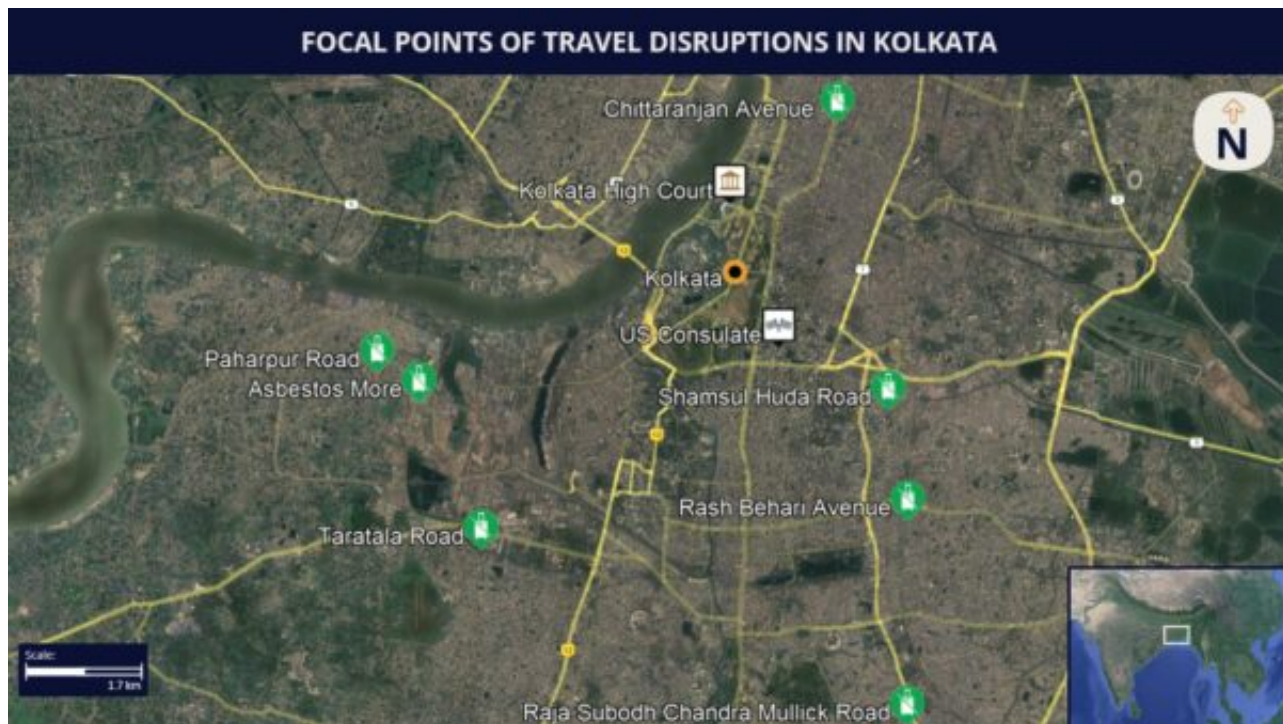 FOCAL POINTS OF TRAVEL DISRUPTIONS IN KOLKATA
Chittaranjan Avenue
N
Kolkata High Court
Kolkata
US Consulate
Paharpur Road
Asbestos More
Shamsul Huda Road
Rash Behari Avenue
Taratala Road
Scale:
1.7 km
Raja Subodh Chandra Mullick Road